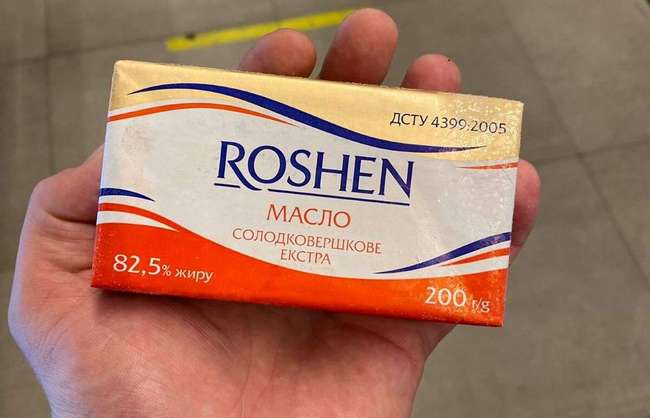 ДСТУ 4399:2005
ROSHEN
МАСЛО
СОЛОДКОВЕРШКОВЕ
ЕКСТРА
82,5% жиру
200 г/g